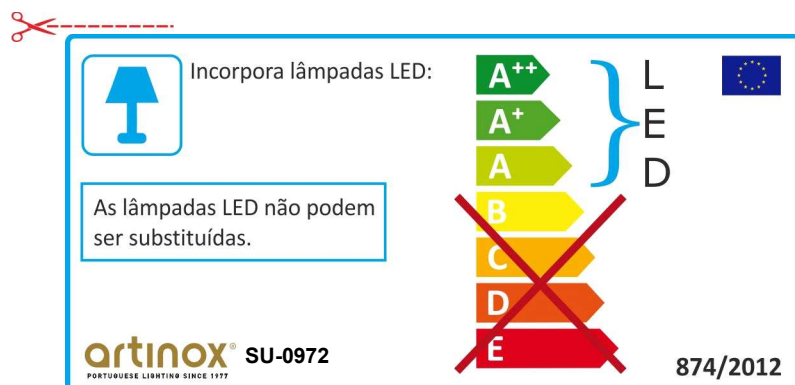 Incorpora lâmpadas LED:
As lâmpadas LED não podem
ser substituídas.
A++
A+
A
B
C
D
E
L
E
D
artinox® SU-0972
PORTUGUESE LIGHTING SINCE 1977
874/2012